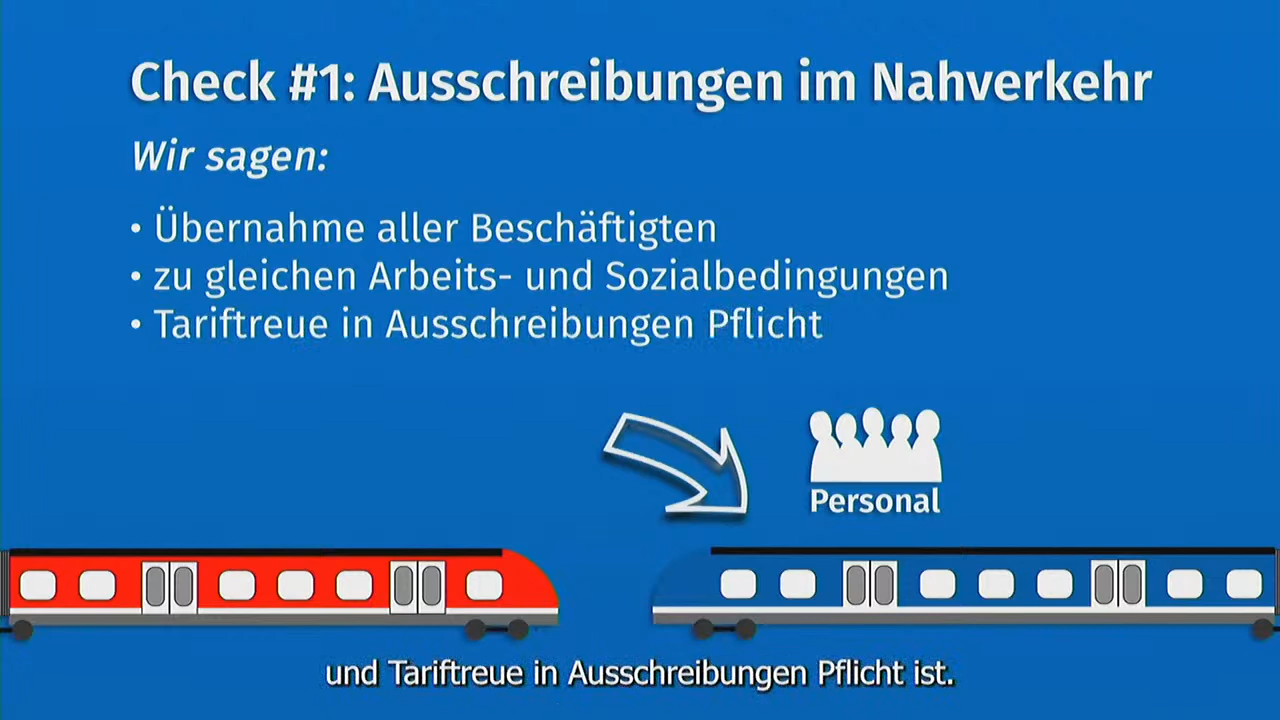 Check #1: Ausschreibungen im Nahverkehr
Wir sagen:
• Übernahme aller Beschäftigten
• zu gleichen Arbeits- und Sozialbedingungen
• Tariftreue in Ausschreibungen Pflicht
Personal
und Tariftreue in Ausschreibungen Pflicht ist.